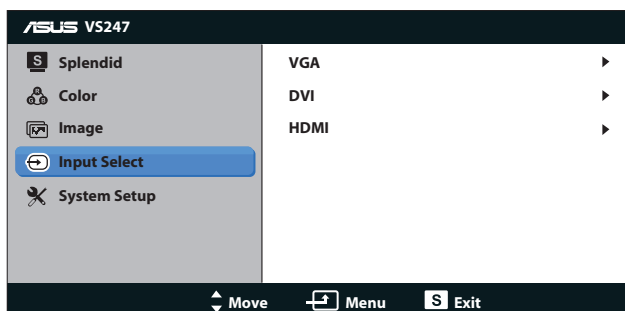 ASUS VS247
S Splendid
Color
Image
Input Select
System Setup
VGA
DVI
HDMI
Move Menu S Exit